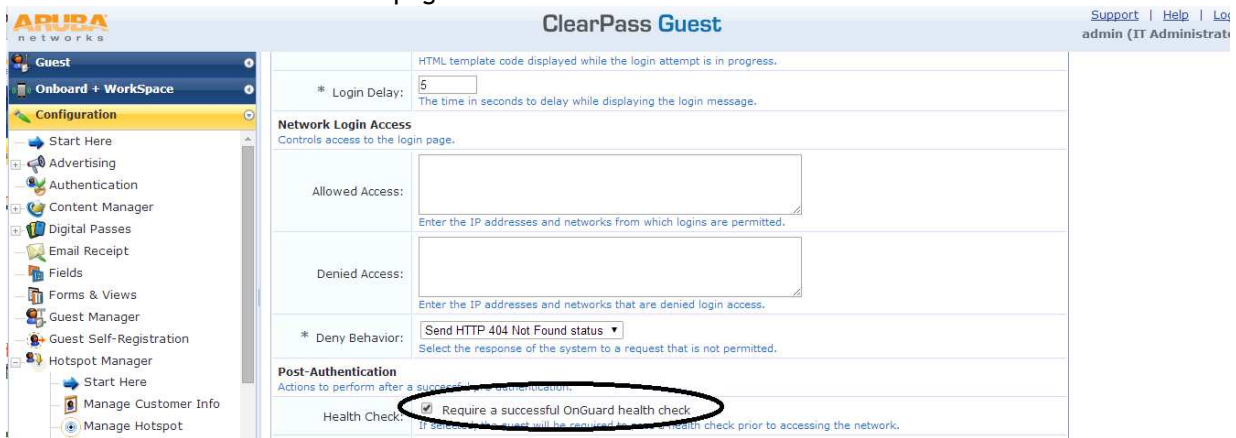 ARUBA
networks
ClearPass Guest
Support | Help |
admin (IT
Guest
Onboard + WorkSpace
Configuration
Start Here
Advertising
Authentication
Content Manager
Digital Passes
Email Receipt
Fields
Forms & Views
Guest Manager
Guest Self-Registration
Hotspot Manager
Start Here
Manage Customer Info
Manage Hotspot
HTML template code displayed while the login attempt is in progress.
* Login Delay: 5
The time in seconds to delay while displaying the login message.
Network Login Access
Controls access to the login page.
Allowed Access:
Enter the IP addresses and networks from which logins are permitted.
Denied Access:
Enter the IP addresses and networks that are denied login access.
* Deny Behavior: Send HTTP 404 Not Found status
Select the response of the system to a request that is not permitted.
Post-Authentication
Actions to perform after a successful authentication.
Health Check: Require a successful OnGuard health check
If selected, the guest will be required to a health check prior to accessing the network.